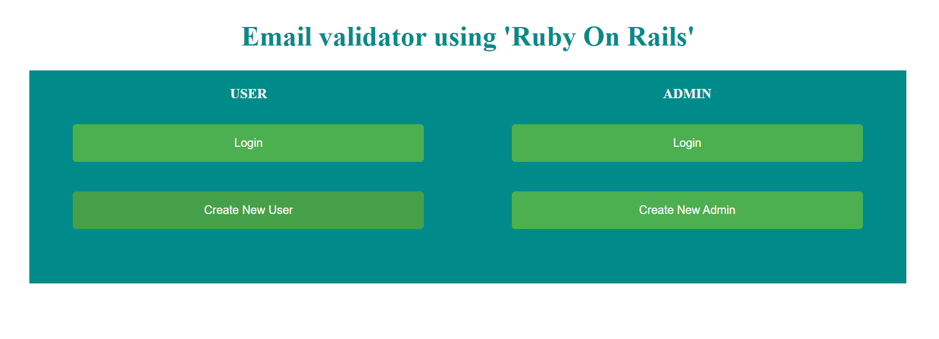 Email validator using 'Ruby On Rails'
USER
Login
Create New User
ADMIN
Login
Create New Admin